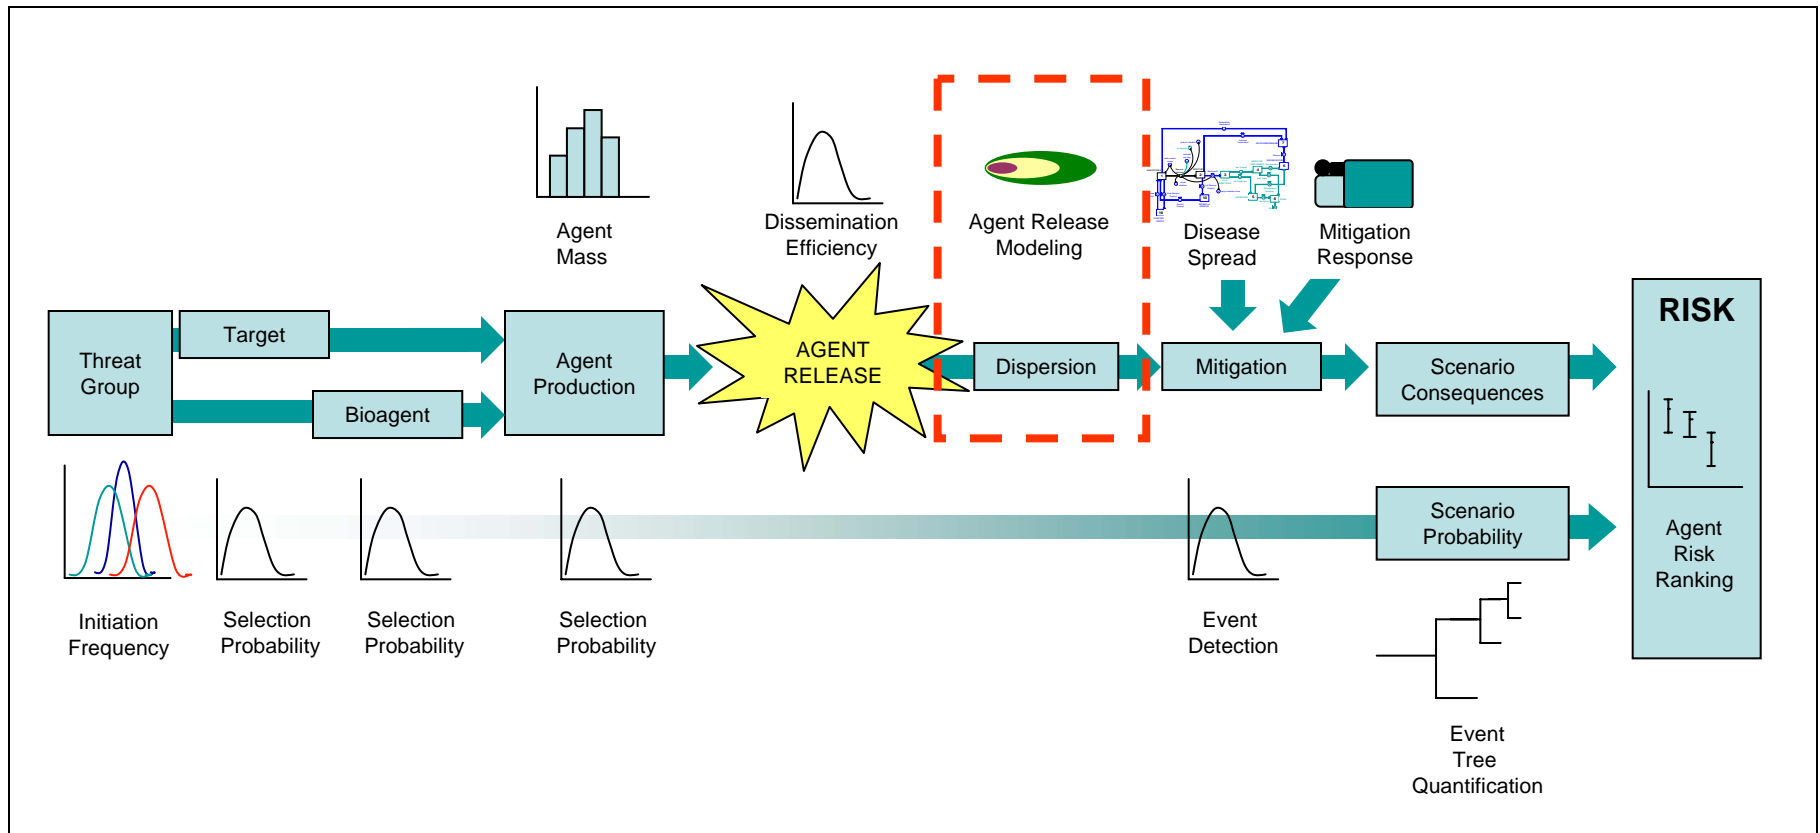 Agent
Mass
Dissemination
Efficiency
Agent Release
Modeling
Disease
Spread
Mitigation
Response
Threat
Group
Target
Bioagent
Agent
Production
AGENT
RELEASE
Dispersion
Mitigation
Scenario
Consequences
RISK
Agent
Risk
Ranking
Scenario
Probability
Initiation
Frequency
Selection
Probability
Selection
Probability
Selection
Probability
Event
Detection
Event
Tree
Quantification